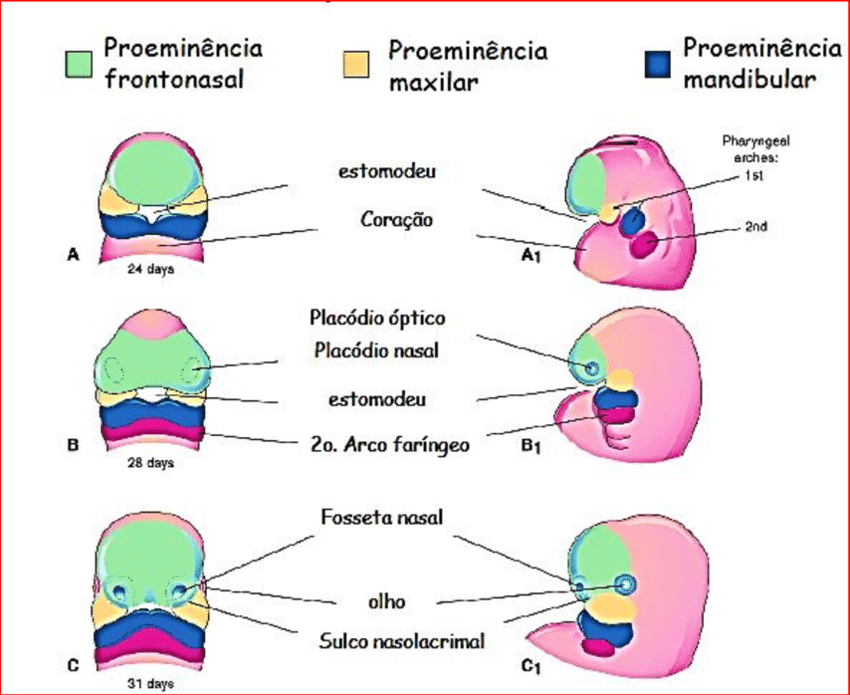 Proeminência
frontonasal
Proeminência
maxilar
Proeminência
mandibular
estomodeu
Coração
Pharyngeal
arches:
1st
2nd
A
24 days
A1
Placódio óptico
Placódio nasal
estomodeu
2o. Arco faríngeo
B
28 days
B1
Fosseta nasal
olho
Sulco nasolacrimal
C
31 days
C1